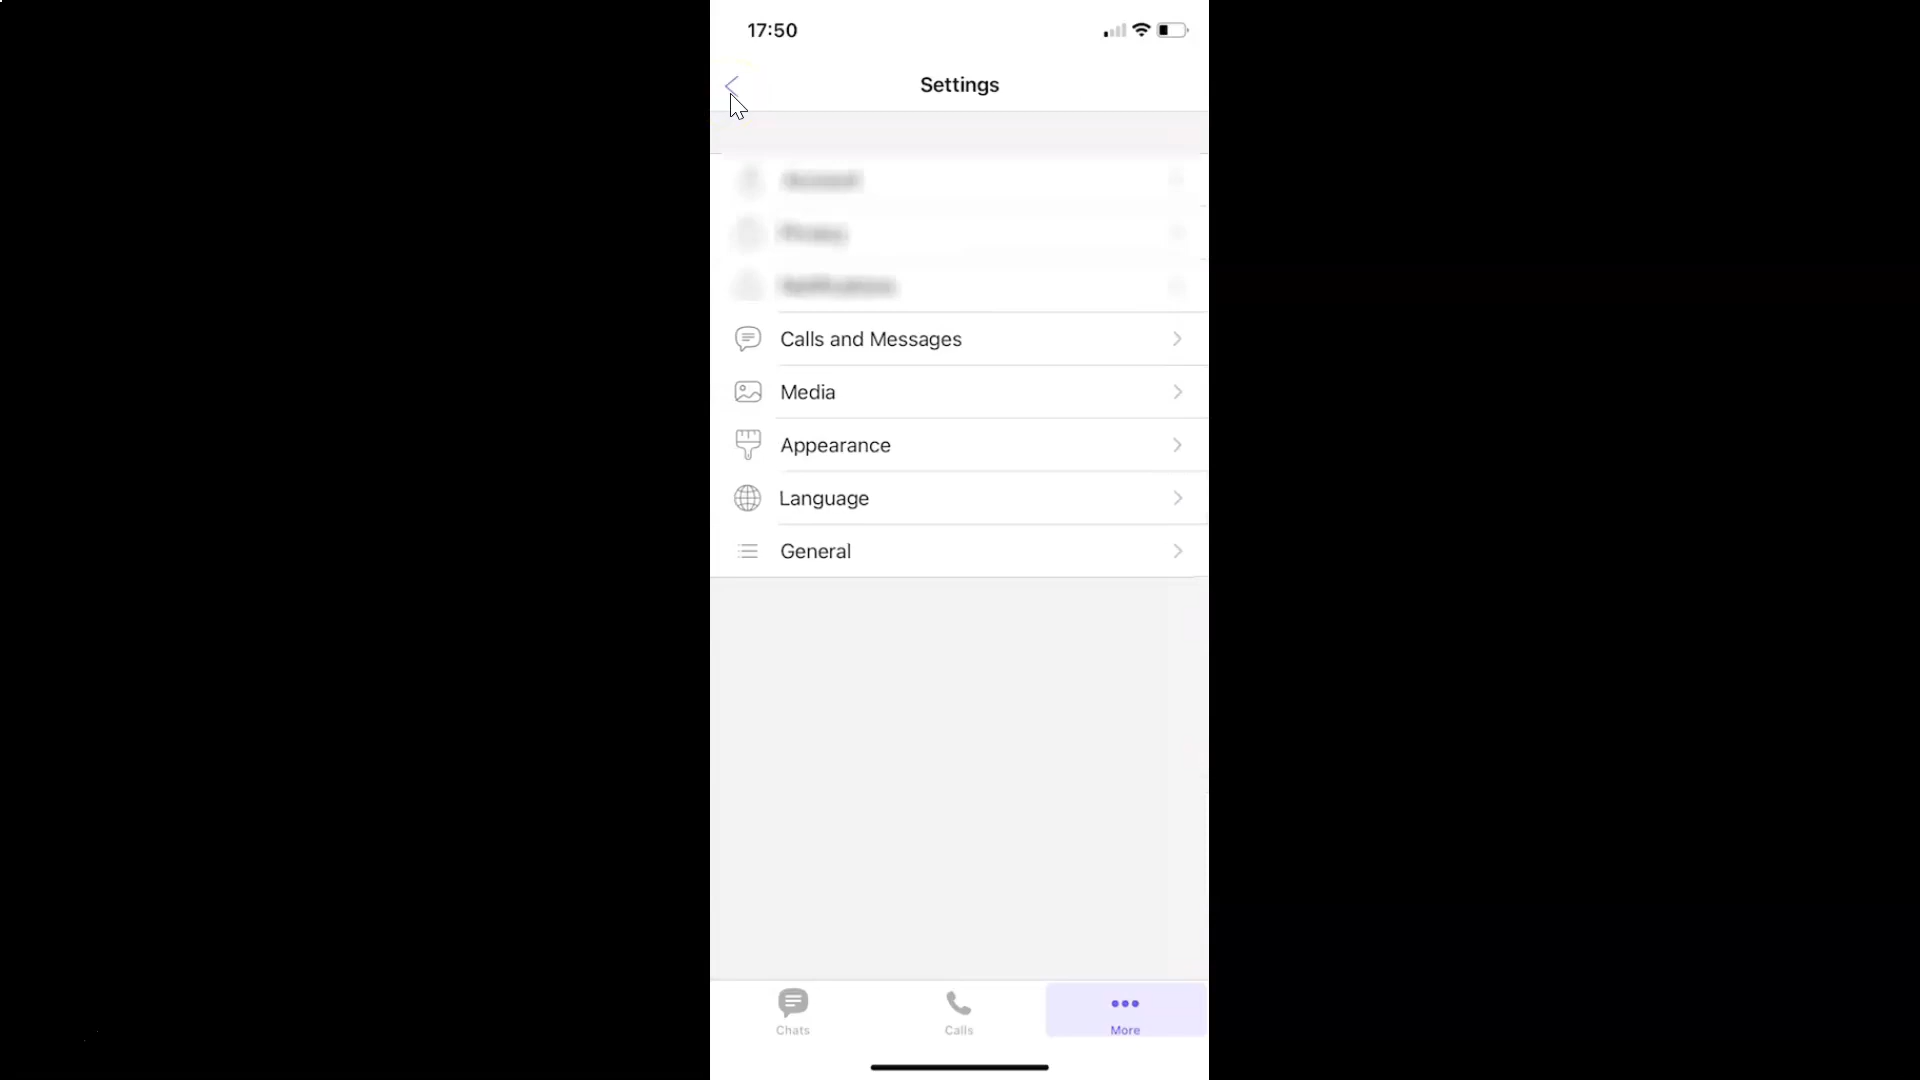 17:50
Settings
Calls and Messages
Media
Appearance
Language
General
Chats
Calls
More